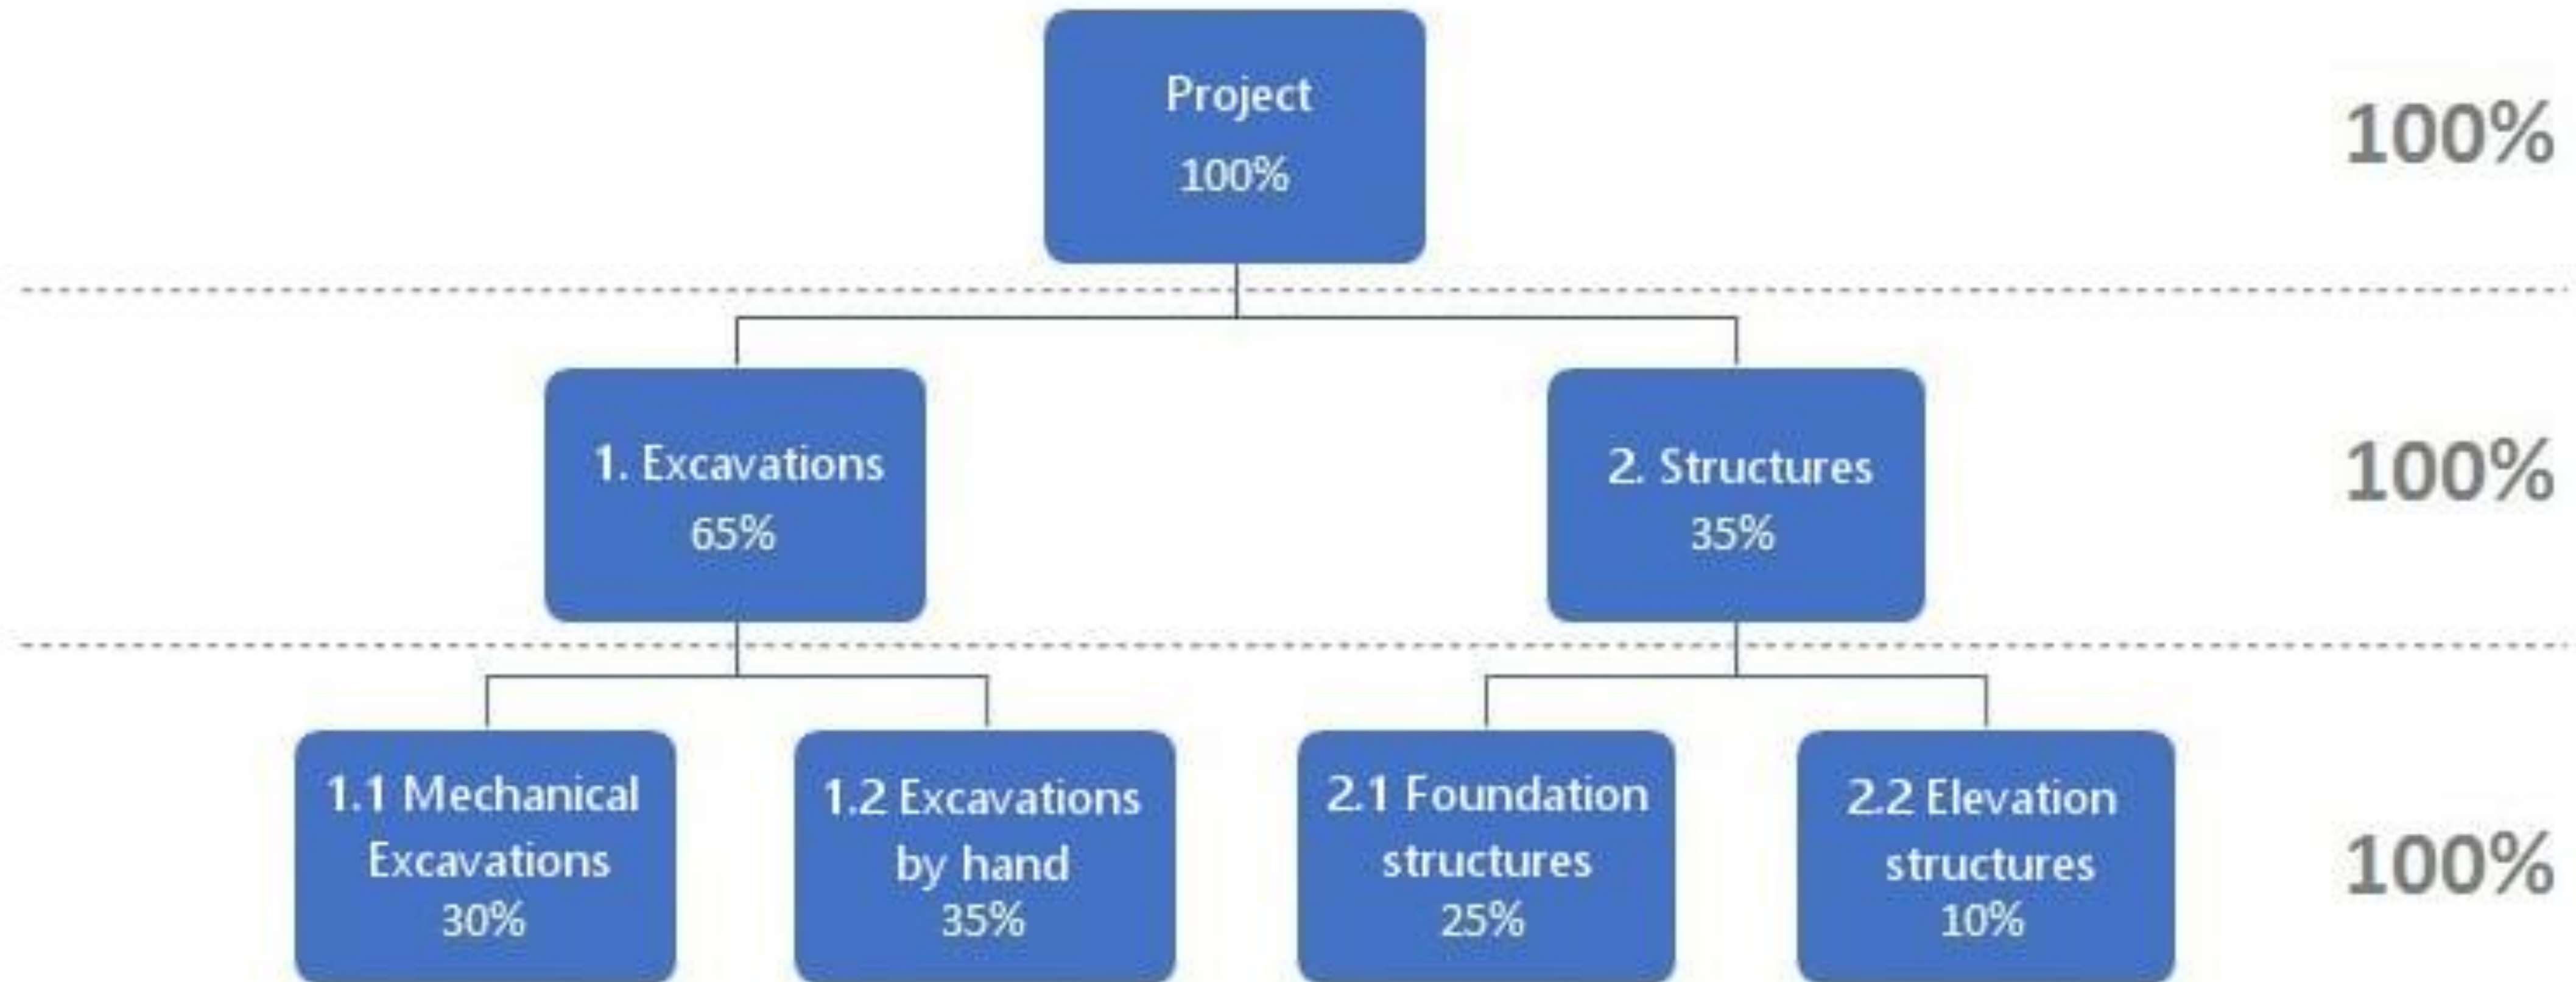 Project
100%
100%
1. Excavations
65%
2. Structures
35%
100%
1.1 Mechanical
Excavations
30%
1.2 Excavations
by hand
35%
2.1 Foundation
structures
25%
2.2 Elevation
structures
10%
100%